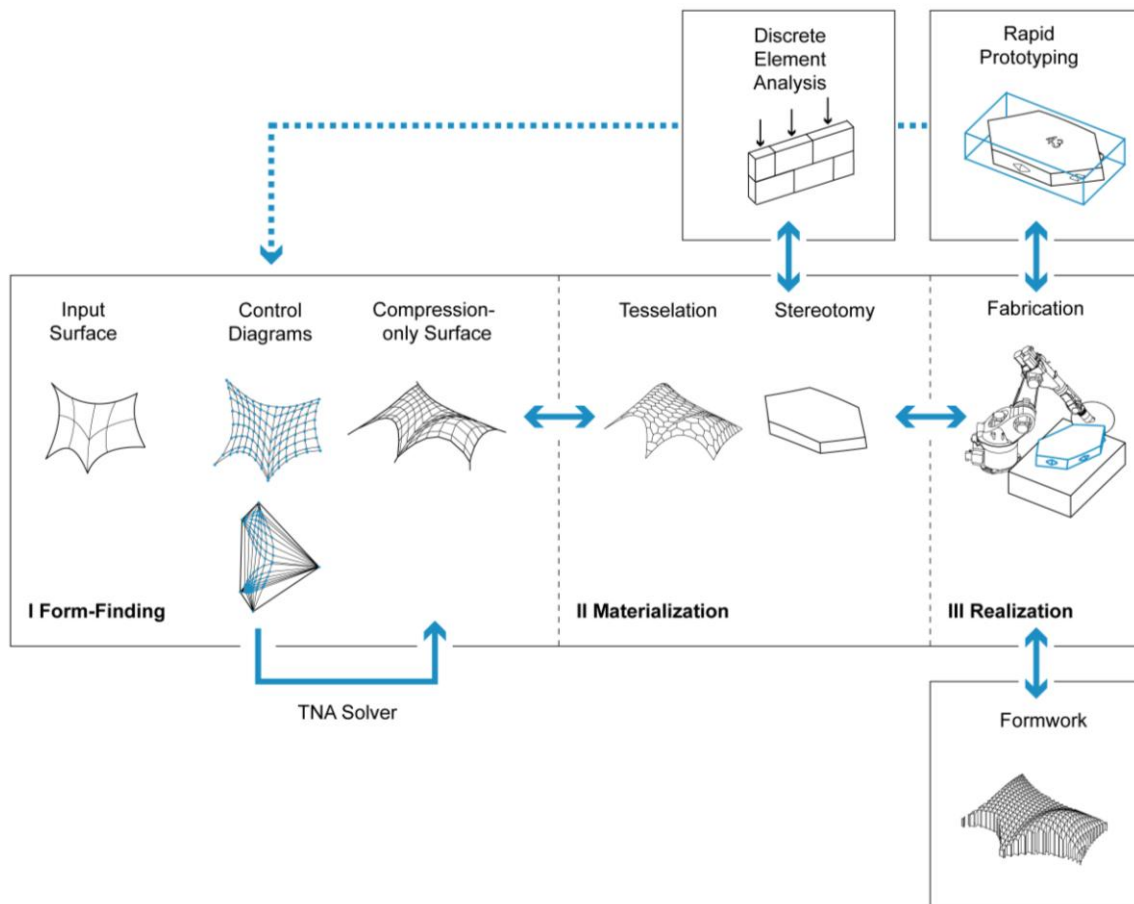 Discrete
Element
Analysis
Rapid
Prototyping
43
Input
Surface
Control
Diagrams
Compression-
only Surface
Tesselation
Stereotomy
Fabrication
I Form-Finding
II Materialization
III Realization
TNA Solver
Formwork